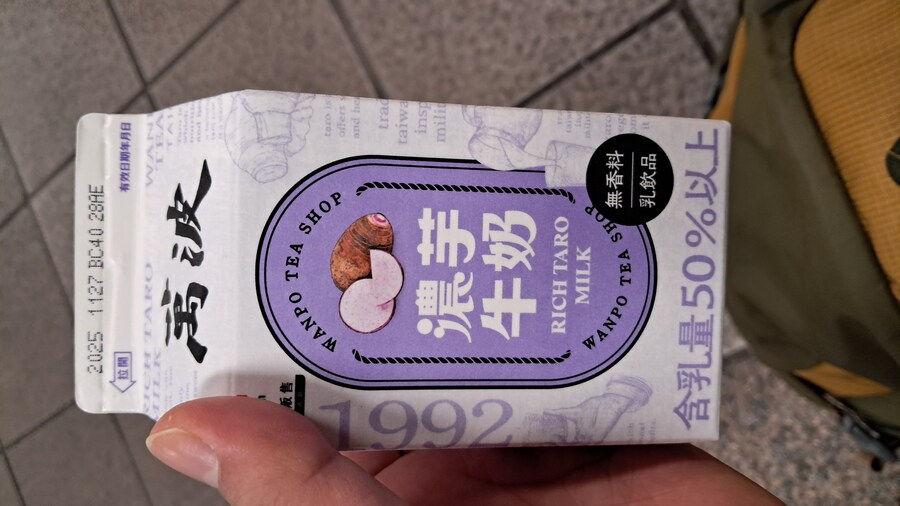 2025 1127 BC40 28AE
拉開
有效日期年月日
萬波
WANPO TEA SHOP
濃芋
牛奶
RICH TARO
MILK
WANPO TEA SHOP
無香料
乳飲品
1992
含乳量50%以上